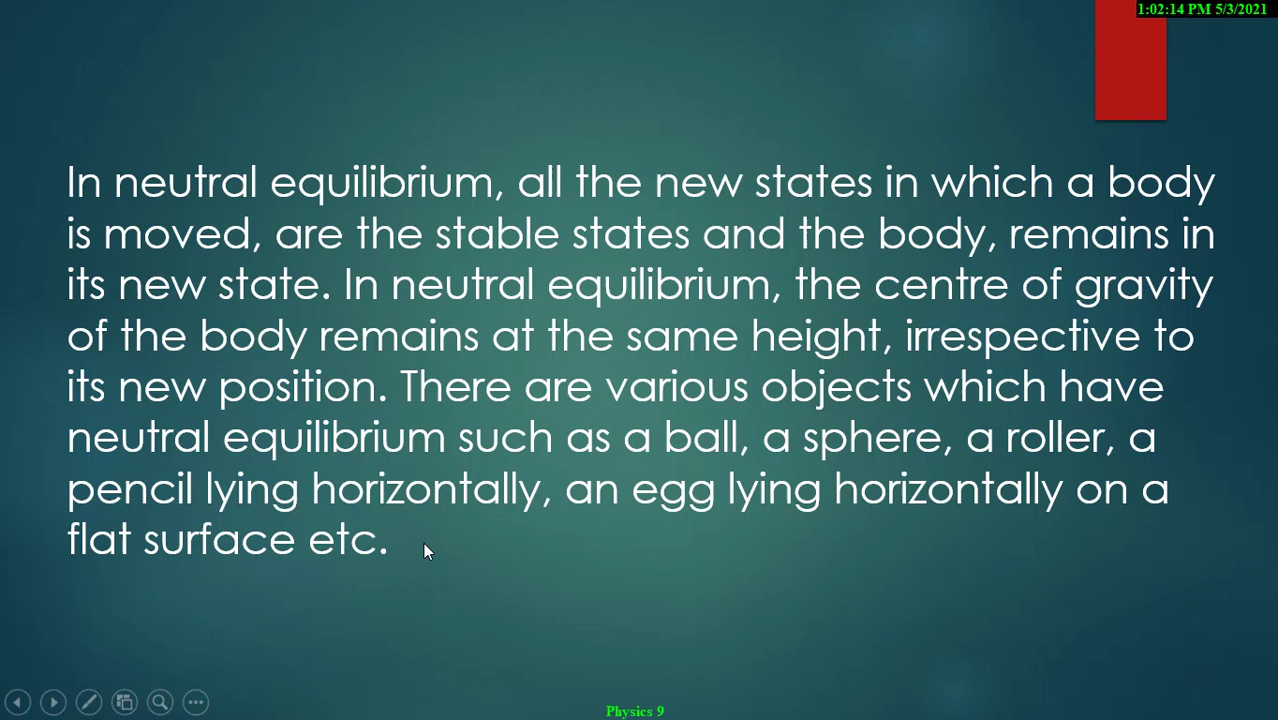 1:02:14 PM 5/3/2021
In neutral equilibrium, all the new states in which a body
is moved, are the stable states and the body, remains in
its new state. In neutral equilibrium, the centre of gravity
of the body remains at the same height, irrespective to
its new position. There are various objects which have
neutral equilibrium such as a ball, a sphere, a roller, a
pencil lying horizontally, an egg lying horizontally on a
flat surface etc.
Physics 9